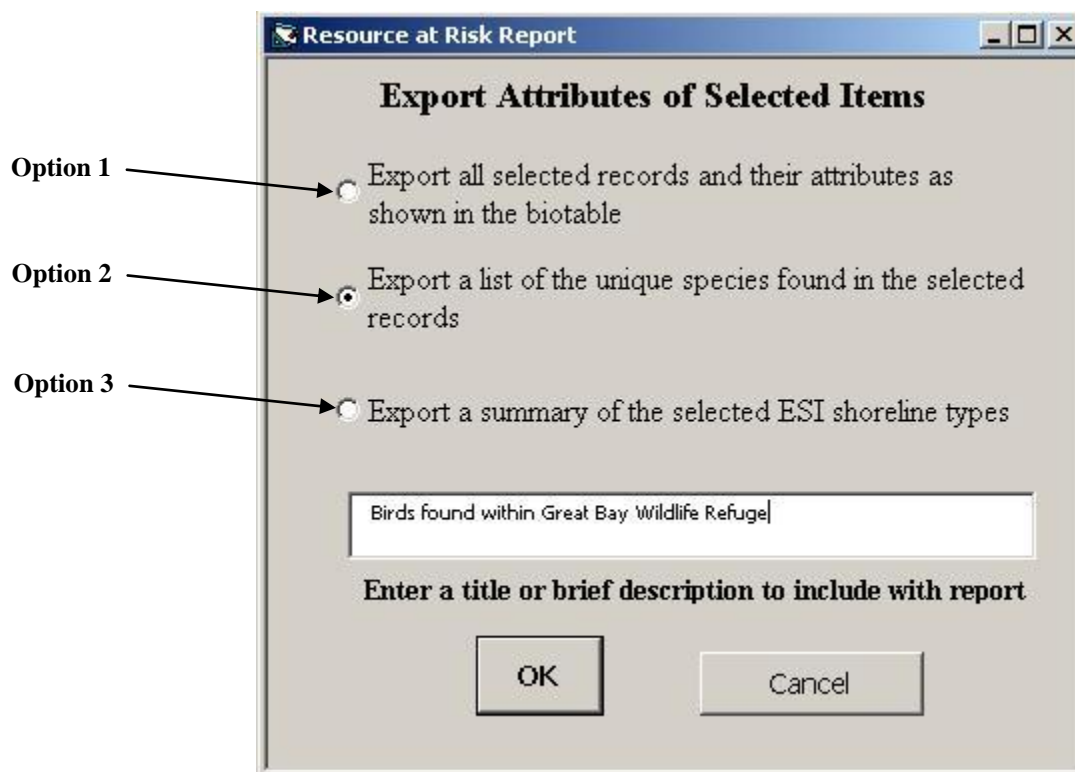 Resource at Risk Report
Export Attributes of Selected Items
Option 1
Export all selected records and their attributes as
shown in the biotable
Option 2
Export a list of the unique species found in the selected
records
Option 3
Export a summary of the selected ESI shoreline types
Birds found within Great Bay Wildlife Refuge
Enter a title or brief description to include with report
OK
Cancel